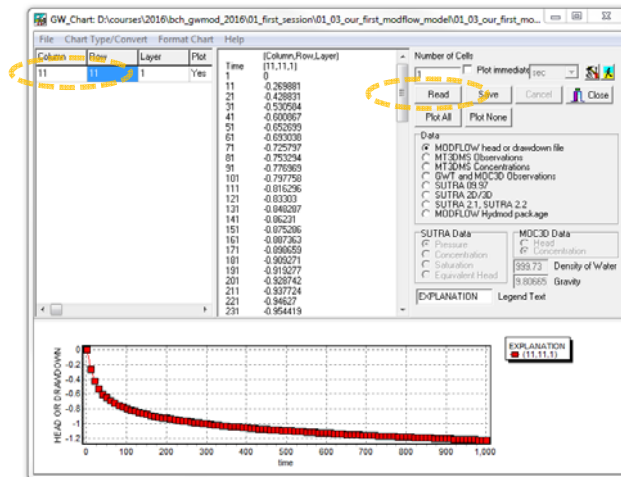 GW_Chart: D:\courses\2016\bch_gwmod_2016\01_first_session\01_03_our_first_modflow_model\01_03_our_first_mo...
File Chart Type/Convert Format Chart Help
Column Row Layer Plot
11 11 1 Yes
(Column,Row,Layer)
Time (11,11,1)
1 0
11 -0.269881
21 -0.428831
31 -0.530584
41 -0.600867
51 -0.652699
61 -0.693038
71 -0.725797
81 -0.753294
91 -0.776969
101 -0.797758
111 -0.816296
121 -0.83303
131 -0.848287
141 -0.86231
151 -0.875286
161 -0.887363
171 -0.898659
181 -0.909271
191 -0.919277
201 -0.928742
211 -0.937724
221 -0.94627
231 -0.954419
Number of Cells
1 Plot immediate sec
Read Save Cancel Close
Plot All Plot None
Data
MODFLOW head or drawdown file
MT3DMS Observations
MT3DMS Concentrations
GWT and MOC3D Observations
SUTRA 09.97
SUTRA 2D/3D
SUTRA 2.1, SUTRA 2.2
MODFLOW Hydmod package
SUTRA Data
Pressure
Concentration
Saturation
Equivalent Head
MOC3D Data
Head
Concentration
999.73 Density of Water
9.80665 Gravity
EXPLANATION Legend Text
HEAD OR DRAWDOWN
0
-0.2
-0.4
-0.6
-0.8
-1
-1.2
0 100 200 300 400 500 600 700 800 900 1,000
time
EXPLANATION
(11,11,1)